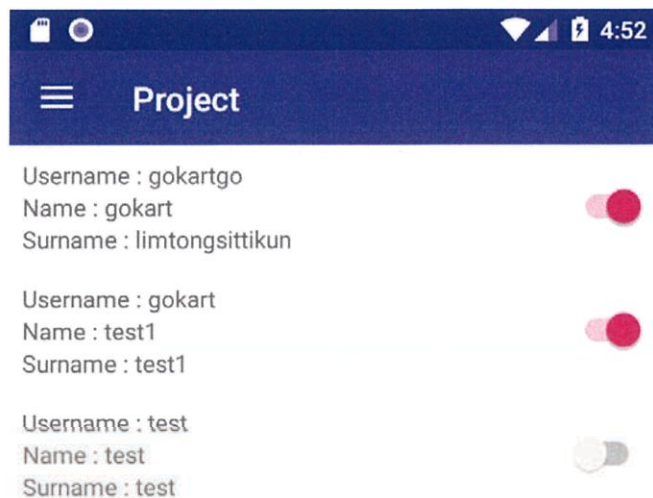 4:52
Project
Username : gokartgo
Name : gokart
Surname : limtongsittikun
Username : gokart
Name : test1
Surname : test1
Username : test
Name : test
Surname : test